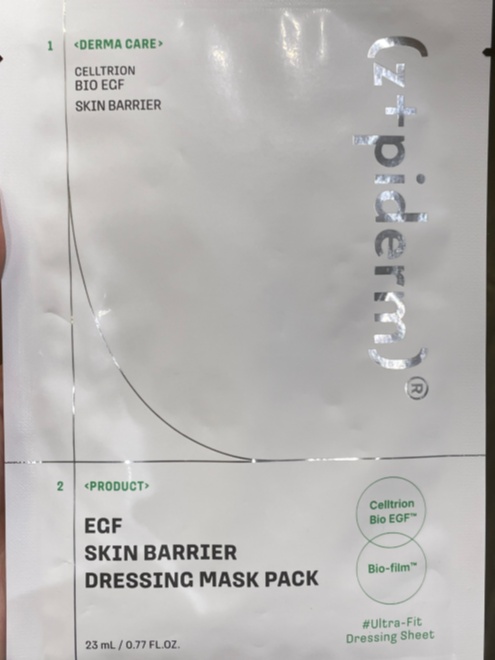 1 <DERMA CARE>
CELLTRION
BIO EGF
SKIN BARRIER
(z+piderm)®
2 <PRODUCT>
EGF
SKIN BARRIER
DRESSING MASK PACK
23 mL / 0.77 FL.OZ.
Celltrion
Bio EGF™
Bio-film™
#Ultra-Fit
Dressing Sheet